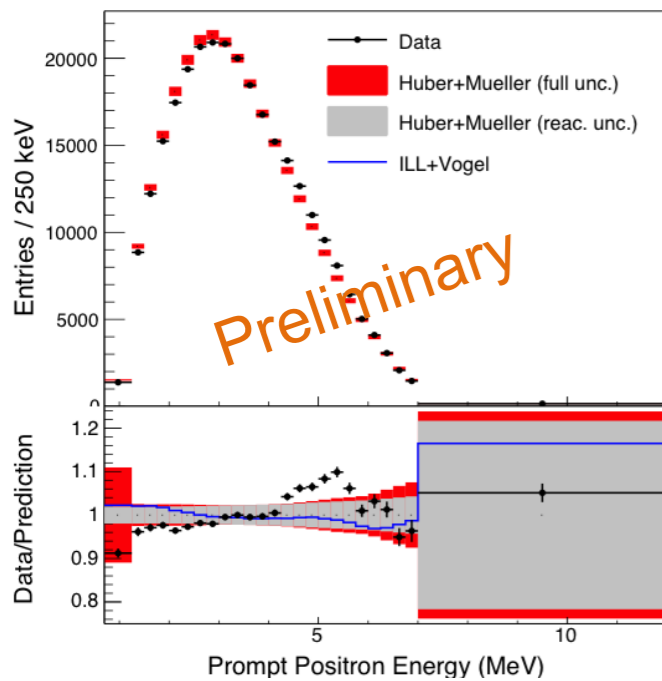 20000
15000
10000
5000
0
Entries / 250 keV
Data
Huber+Mueller (full unc.)
Huber+Mueller (reac. unc.)
ILL+Vogel
Preliminary
1.2
1.1
1
0.9
0.8
Data/Prediction
5
10
Prompt Positron Energy (MeV)